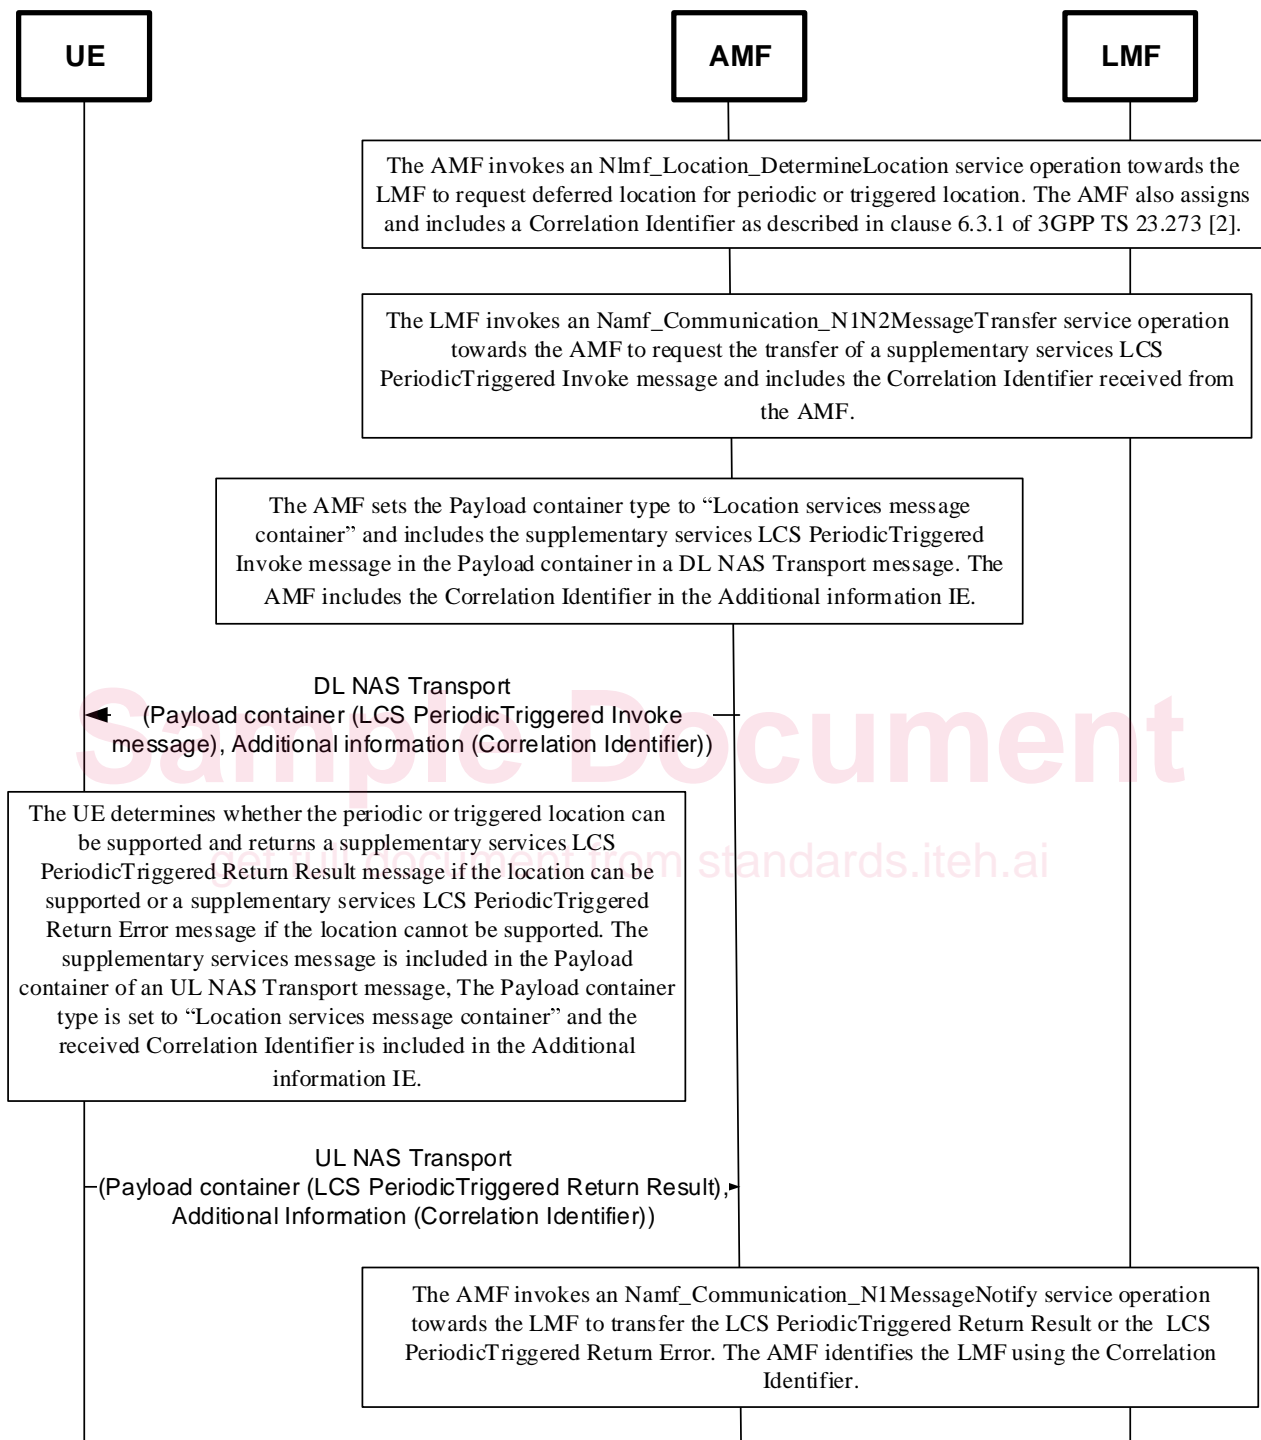 UE
AMF
LMF
The AMF invokes an Nlmf_Location_DetermineLocation service operation towards the
LMF to request deferred location for periodic or triggered location. The AMF also assigns
and includes a Correlation Identifier as described in clause 6.3.1 of 3GPP TS 23.273 [2].
The LMF invokes an Namf_Communication_N1N2MessageTransfer service operation
towards the AMF to request the transfer of a supplementary services LCS
PeriodicTriggered Invoke message and includes the Correlation Identifier received from
the AMF.
The AMF sets the Payload container type to “Location services message
container” and includes the supplementary services LCS PeriodicTriggered
Invoke message in the Payload container in a DL NAS Transport message. The
AMF includes the Correlation Identifier in the Additional information IE.
DL NAS Transport
(Payload container (LCS PeriodicTriggered Invoke
message), Additional information (Correlation Identifier))
Sample Document
get full document from standards.iteh.ai
The UE determines whether the periodic or triggered location can
be supported and returns a supplementary services LCS
PeriodicTriggered Return Result message if the location can be
supported or a supplementary services LCS PeriodicTriggered
Return Error message if the location cannot be supported. The
supplementary services message is included in the Payload
container of an UL NAS Transport message, The Payload container
type is set to “Location services message container” and the
received Correlation Identifier is included in the Additional
information IE.
UL NAS Transport
(Payload container (LCS PeriodicTriggered Return Result),
Additional Information (Correlation Identifier))
The AMF invokes an Namf_Communication_N1MessageNotify service operation
towards the LMF to transfer the LCS PeriodicTriggered Return Result or the LCS
PeriodicTriggered Return Error. The AMF identifies the LMF using the Correlation
Identifier.